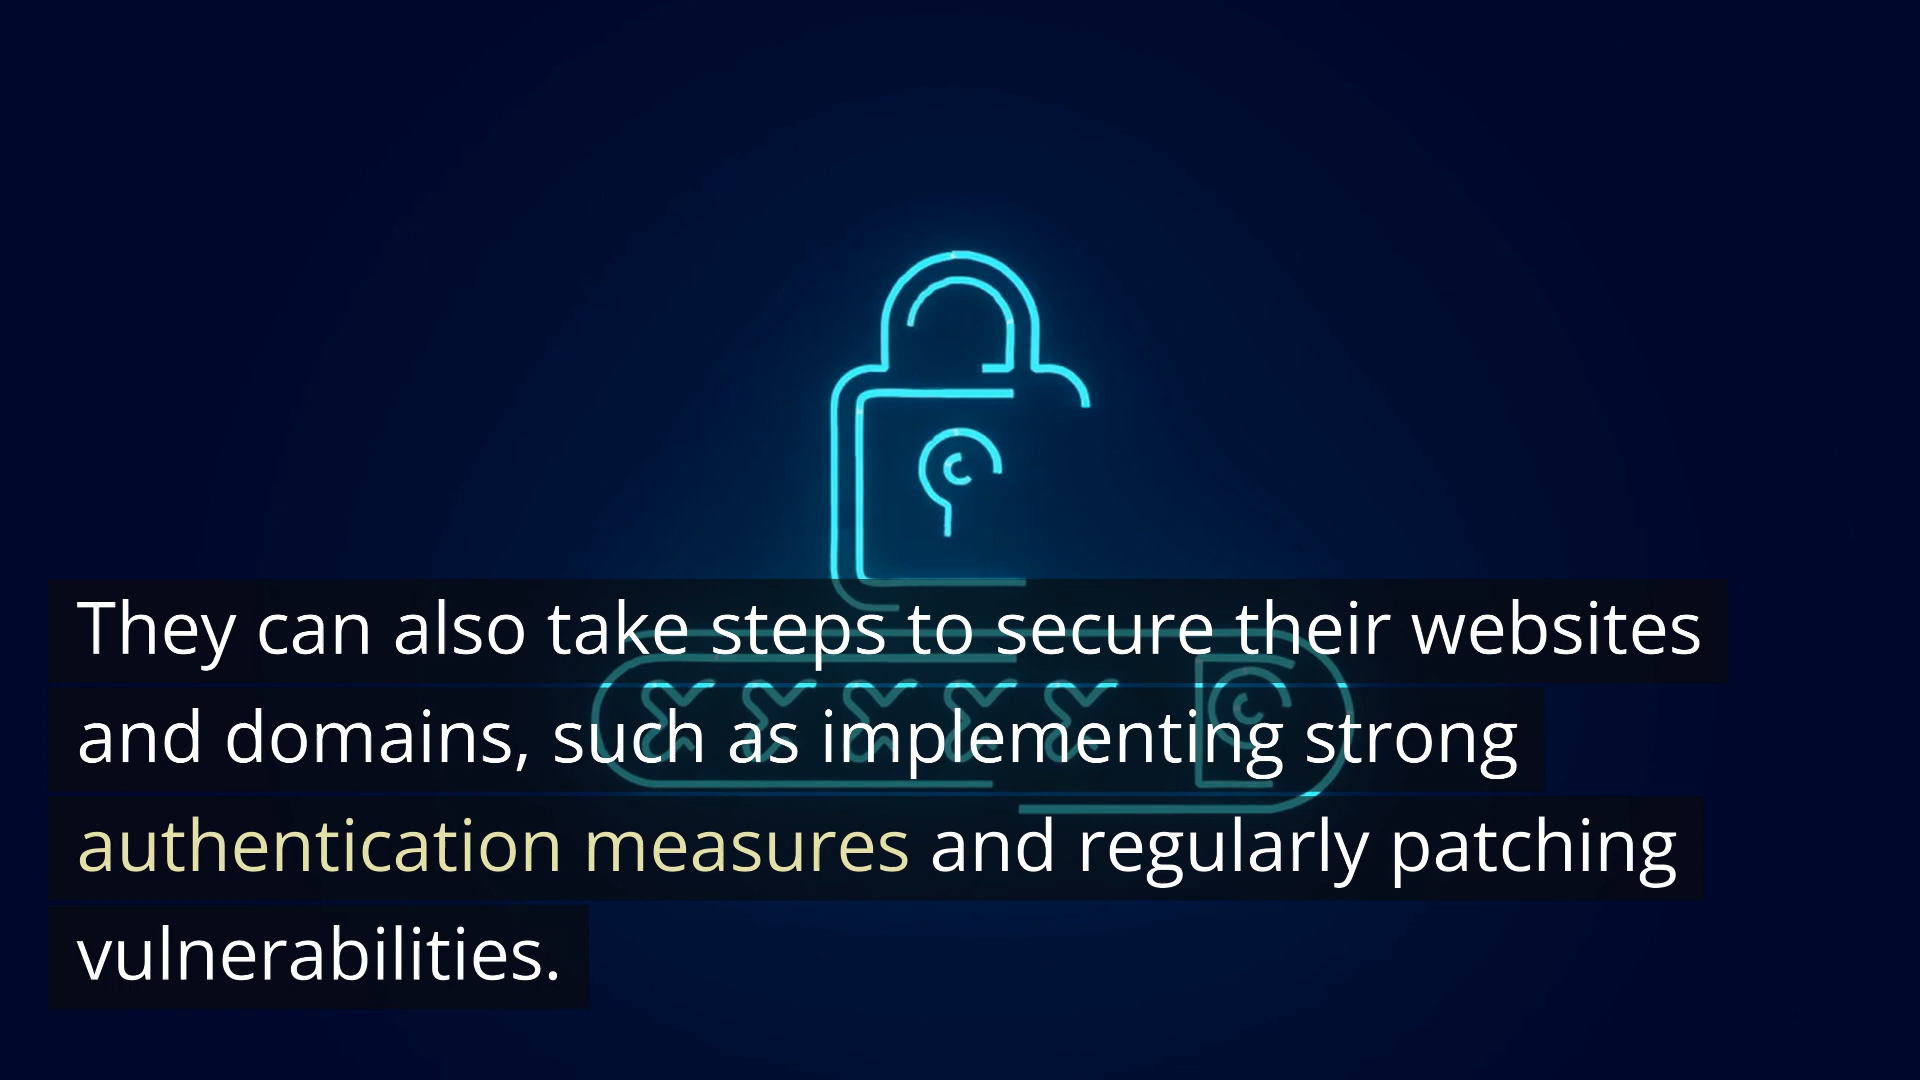 They can also take steps to secure their websites
and domains, such as implementing strong
authentication measures and regularly patching
vulnerabilities.